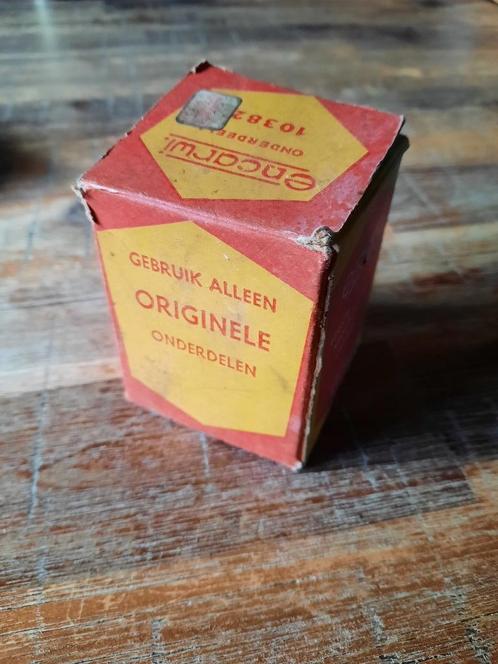 encarwi
10382
GEBRUIK ALLEEN
ORIGINELE
ONDERDELEN